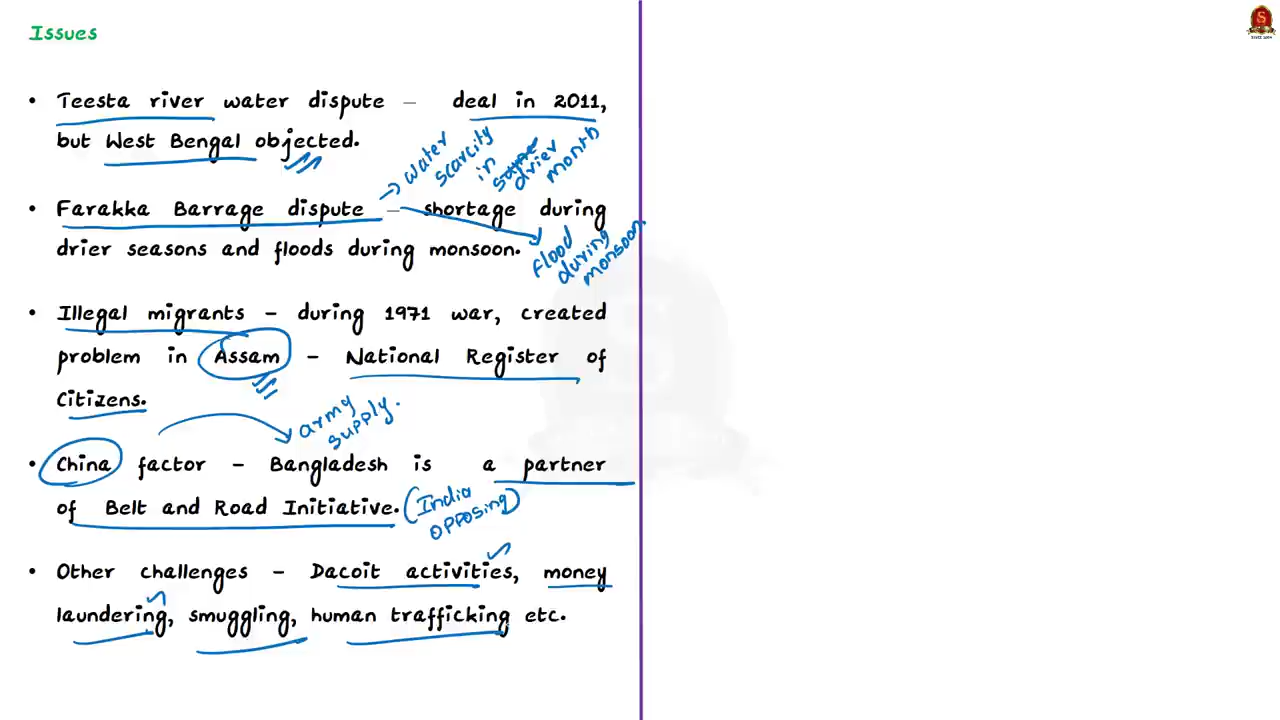 Issues
• Teesta river water dispute – deal in 2011,
but West Bengal objected.
→ water
scarcity
in
drier
month
• Farakka Barrage dispute – shortage during
drier seasons and floods during monsoon.
flood
during
monsoon.
• Illegal migrants – during 1971 war, created
problem in Assam – National Register of
Citizens.
army
supply.
• China factor – Bangladesh is a partner
of Belt and Road Initiative. (India
opposing)
• Other challenges – Dacoit activities, money
laundering, smuggling, human trafficking etc.